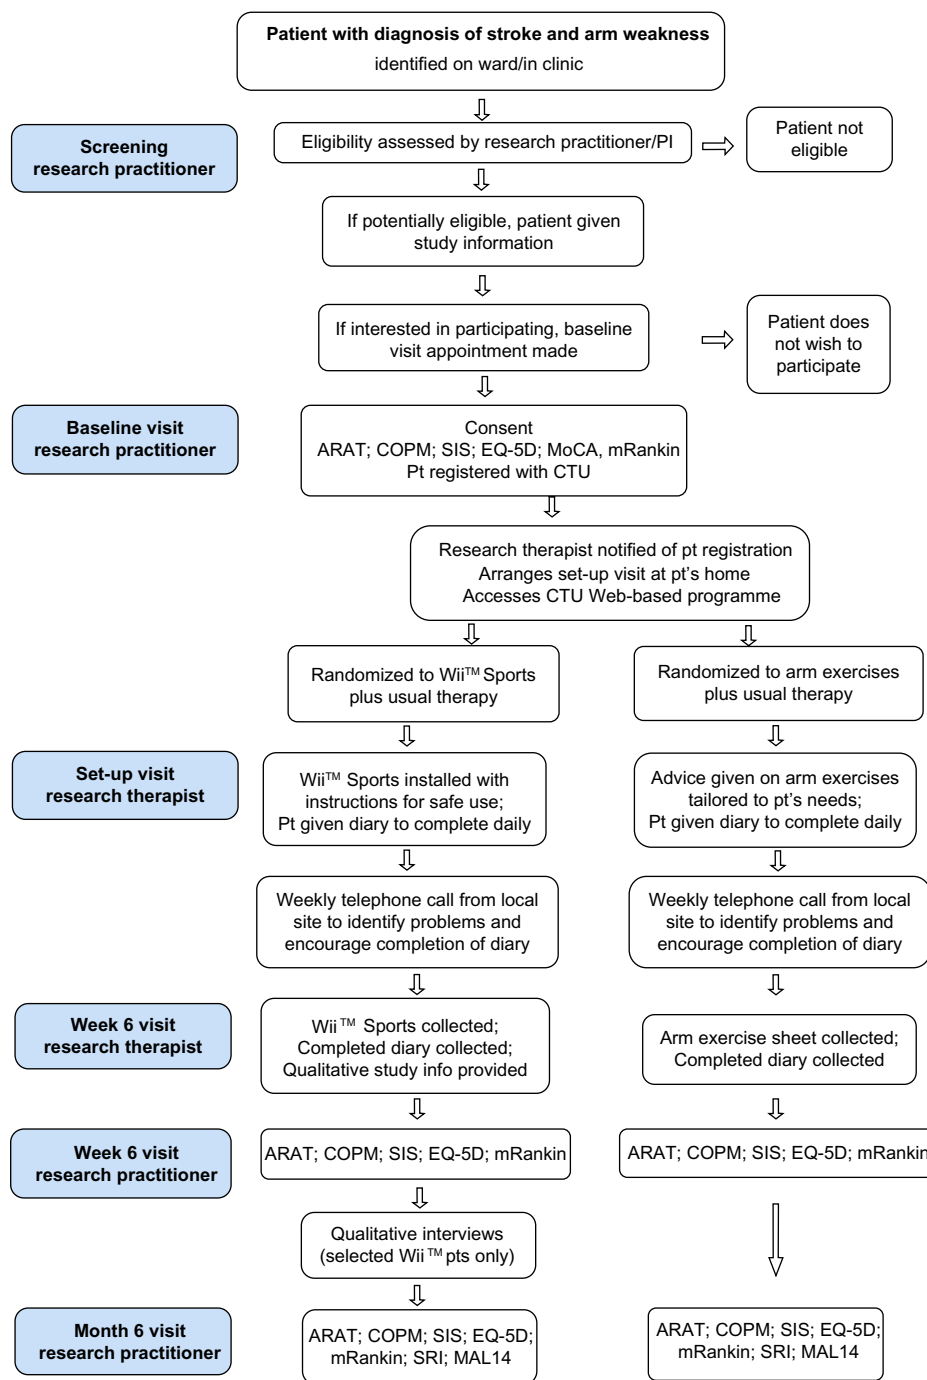 Patient with diagnosis of stroke and arm weakness
identified on ward/in clinic
Screening
research practitioner
Eligibility assessed by research practitioner/PI
Patient not
eligible
If potentially eligible, patient given
study information
If interested in participating, baseline
visit appointment made
Patient does
not wish to
participate
Baseline visit
research practitioner
Consent
ARAT; COPM; SIS; EQ-5D; MoCA, mRankin
Pt registered with CTU
Research therapist notified of pt registration
Arranges set-up visit at pt's home
Accesses CTU Web-based programme
Randomized to Wii™ Sports
plus usual therapy
Randomized to arm exercises
plus usual therapy
Set-up visit
research therapist
Wii™ Sports installed with
instructions for safe use;
Pt given diary to complete daily
Advice given on arm exercises
tailored to pt's needs;
Pt given diary to complete daily
Weekly telephone call from local
site to identify problems and
encourage completion of diary
Weekly telephone call from local
site to identify problems and
encourage completion of diary
Week 6 visit
research therapist
Wii™ Sports collected;
Completed diary collected;
Qualitative study info provided
Arm exercise sheet collected;
Completed diary collected
Week 6 visit
research practitioner
ARAT; COPM; SIS; EQ-5D; mRankin
ARAT; COPM; SIS; EQ-5D; mRankin
Qualitative interviews
(selected Wii™ pts only)
Month 6 visit
research practitioner
ARAT; COPM; SIS; EQ-5D;
mRankin; SRI; MAL14
ARAT; COPM; SIS; EQ-5D;
mRankin; SRI; MAL14